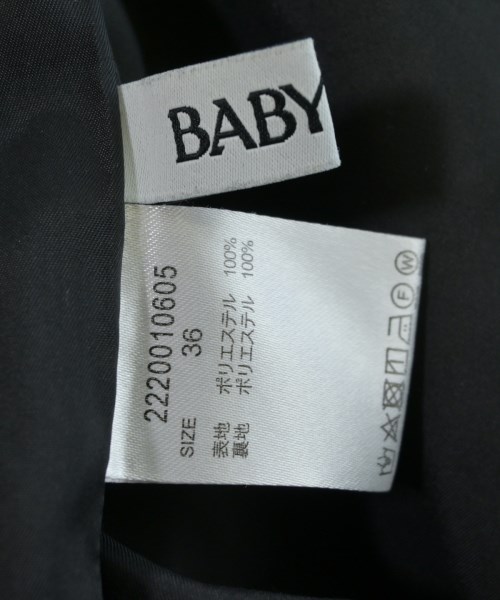 BABY
2220010605
SIZE 36
表地 ポリエステル 100%
裏地 ポリエステル 100%
F W